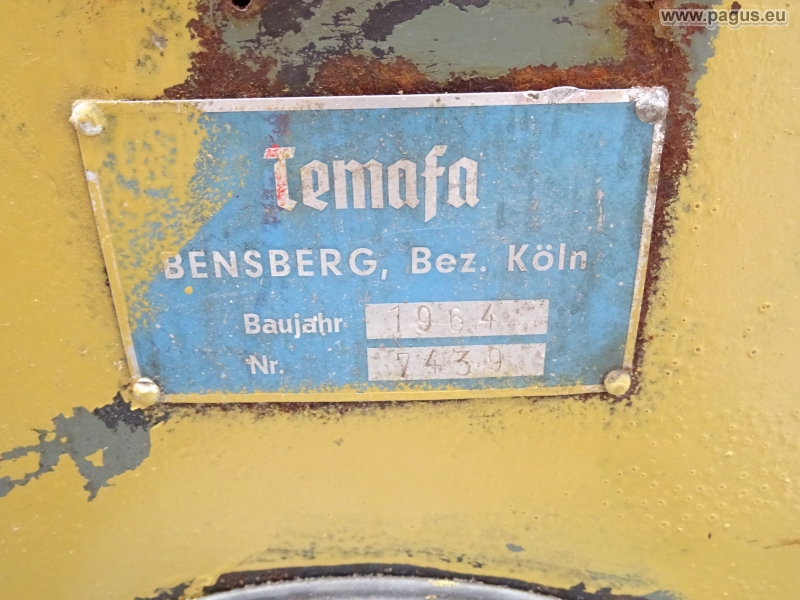 www.pagus.eu
Temafa
BENSBERG, Bez. Köln
Baujahr 1964
Nr. 7439